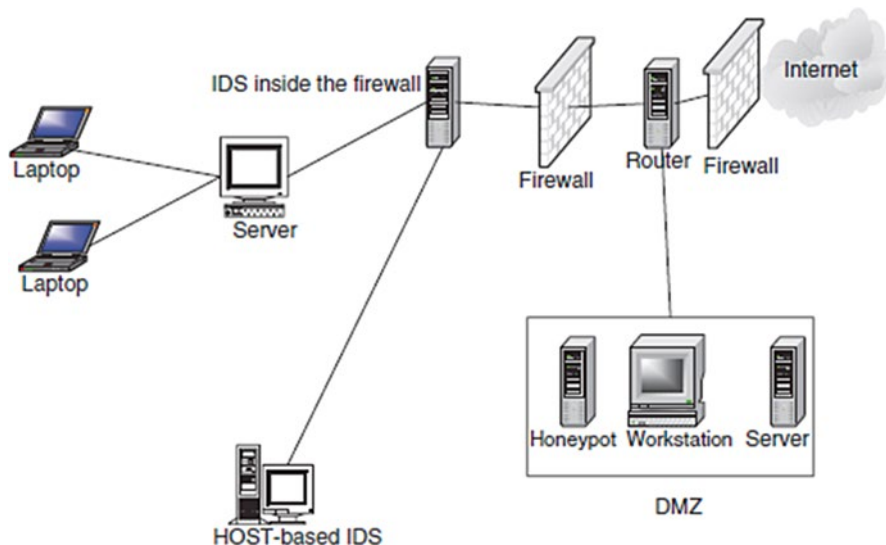 Internet
IDS inside the firewall
Laptop
Server
Firewall
Router
Firewall
Laptop
Honeypot
Workstation
Server
DMZ
HOST-based IDS